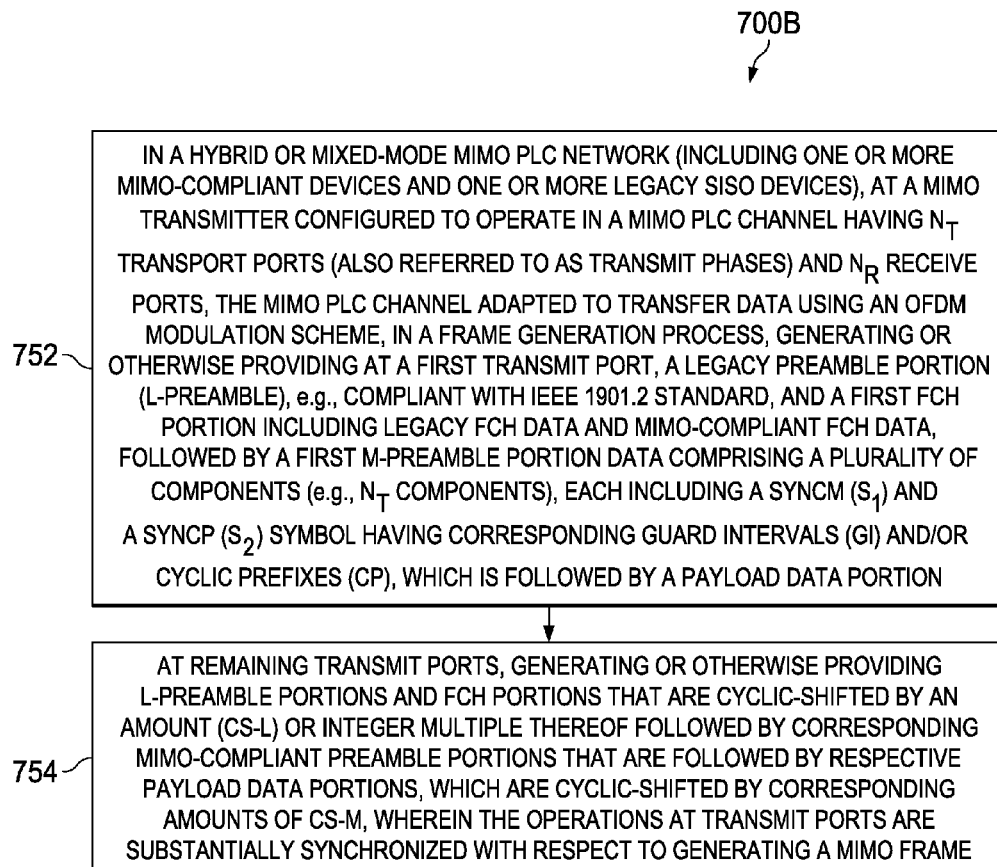 700B
IN A HYBRID OR MIXED-MODE MIMO PLC NETWORK (INCLUDING ONE OR MORE
MIMO-COMPLIANT DEVICES AND ONE OR MORE LEGACY SISO DEVICES), AT A MIMO
TRANSMITTER CONFIGURED TO OPERATE IN A MIMO PLC CHANNEL HAVING N_T
TRANSPORT PORTS (ALSO REFERRED TO AS TRANSMIT PHASES) AND N_R RECEIVE
PORTS, THE MIMO PLC CHANNEL ADAPTED TO TRANSFER DATA USING AN OFDM
MODULATION SCHEME, IN A FRAME GENERATION PROCESS, GENERATING OR
752
OTHERWISE PROVIDING AT A FIRST TRANSMIT PORT, A LEGACY PREAMBLE PORTION
(L-PREAMBLE), e.g., COMPLIANT WITH IEEE 1901.2 STANDARD, AND A FIRST FCH
PORTION INCLUDING LEGACY FCH DATA AND MIMO-COMPLIANT FCH DATA,
FOLLOWED BY A FIRST M-PREAMBLE PORTION DATA COMPRISING A PLURALITY OF
COMPONENTS (e.g., N_T COMPONENTS), EACH INCLUDING A SYNCM (S_1) AND
A SYNCP (S_2) SYMBOL HAVING CORRESPONDING GUARD INTERVALS (GI) AND/OR
CYCLIC PREFIXES (CP), WHICH IS FOLLOWED BY A PAYLOAD DATA PORTION
AT REMAINING TRANSMIT PORTS, GENERATING OR OTHERWISE PROVIDING
L-PREAMBLE PORTIONS AND FCH PORTIONS THAT ARE CYCLIC-SHIFTED BY AN
AMOUNT (CS-L) OR INTEGER MULTIPLE THEREOF FOLLOWED BY CORRESPONDING
754
MIMO-COMPLIANT PREAMBLE PORTIONS THAT ARE FOLLOWED BY RESPECTIVE
PAYLOAD DATA PORTIONS, WHICH ARE CYCLIC-SHIFTED BY CORRESPONDING
AMOUNTS OF CS-M, WHEREIN THE OPERATIONS AT TRANSMIT PORTS ARE
SUBSTANTIALLY SYNCHRONIZED WITH RESPECT TO GENERATING A MIMO FRAME